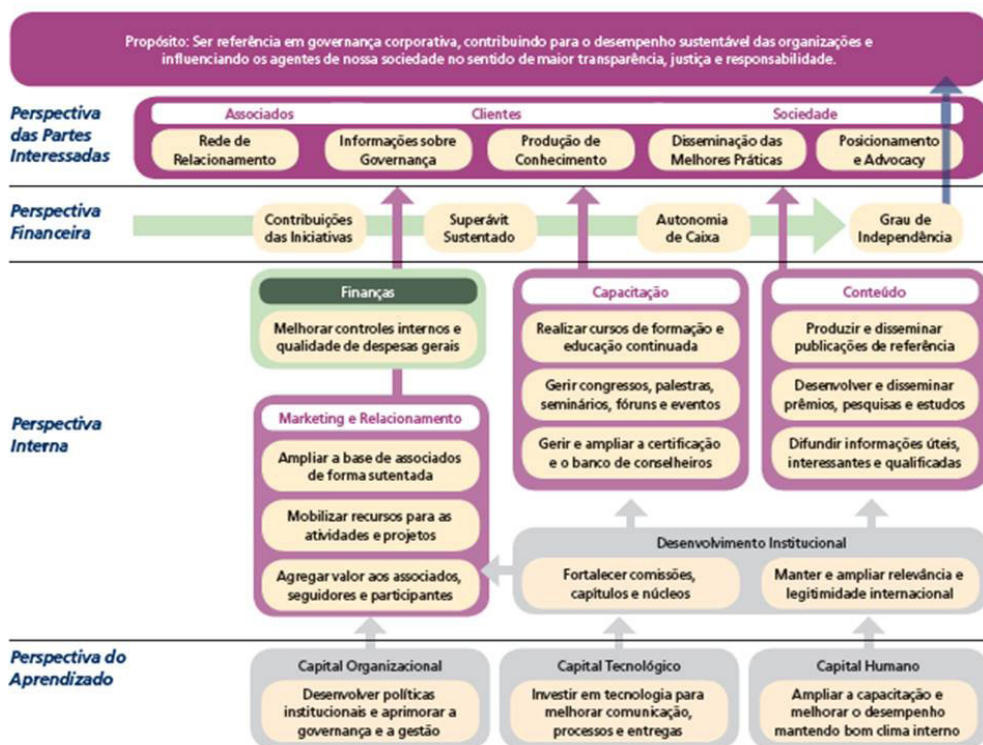 Propósito: Ser referência em governança corporativa, contribuindo para o desempenho sustentável das organizações e
influenciando os agentes de nossa sociedade no sentido de maior transparência, justiça e responsabilidade.
Perspectiva
das Partes
Interessadas
Associados
Clientes
Sociedade
Rede de
Relacionamento
Informações sobre
Governança
Produção de
Conhecimento
Disseminação das
Melhores Práticas
Posicionamento
e Advocacy
Perspectiva
Financeira
Contribuições
das Iniciativas
Superávit
Sustentado
Autonomia
de Caixa
Grau de
Independência
Perspectiva
Interna
Finanças
Melhorar controles internos e
qualidade de despesas gerais
Marketing e Relacionamento
Ampliar a base de associados
de forma sutentada
Mobilizar recursos para as
atividades e projetos
Agregar valor aos associados,
seguidores e participantes
Capacitação
Realizar cursos de formação e
educação continuada
Gerir congressos, palestras,
seminários, fóruns e eventos
Gerir e ampliar a certificação
e o banco de conselheiros
Conteúdo
Produzir e disseminar
publicações de referência
Desenvolver e disseminar
prêmios, pesquisas e estudos
Difundir informações úteis,
interessantes e qualificadas
Desenvolvimento Institucional
Fortalecer comissões,
capítulos e núcleos
Manter e ampliar relevância e
legitimidade internacional
Perspectiva do
Aprendizado
Capital Organizacional
Desenvolver políticas
institucionais e aprimorar a
governança e a gestão
Capital Tecnológico
Investir em tecnologia para
melhorar comunicação,
processos e entregas
Capital Humano
Ampliar a capacitação e
melhorar o desempenho
mantendo bom clima interno